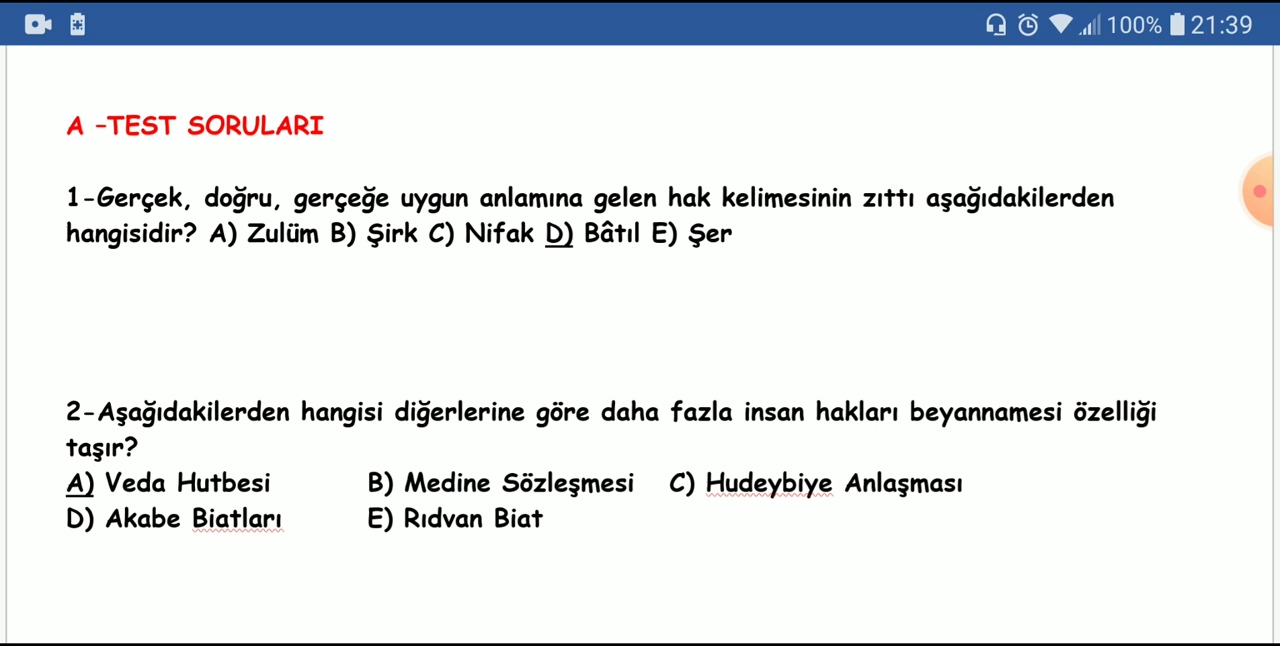 100% 21:39
A -TEST SORULARI
1-Gerçek, doğru, gerçeğe uygun anlamına gelen hak kelimesinin zıttı aşağıdakilerden
hangisidir? A) Zulüm B) Şirk C) Nifak D) Bâtıl E) Şer
2-Aşağıdakilerden hangisi diğerlerine göre daha fazla insan hakları beyannamesi özelliği
taşır?
A) Veda Hutbesi B) Medine Sözleşmesi C) Hudeybiye Anlaşması
D) Akabe Biatları E) Rıdvan Biat